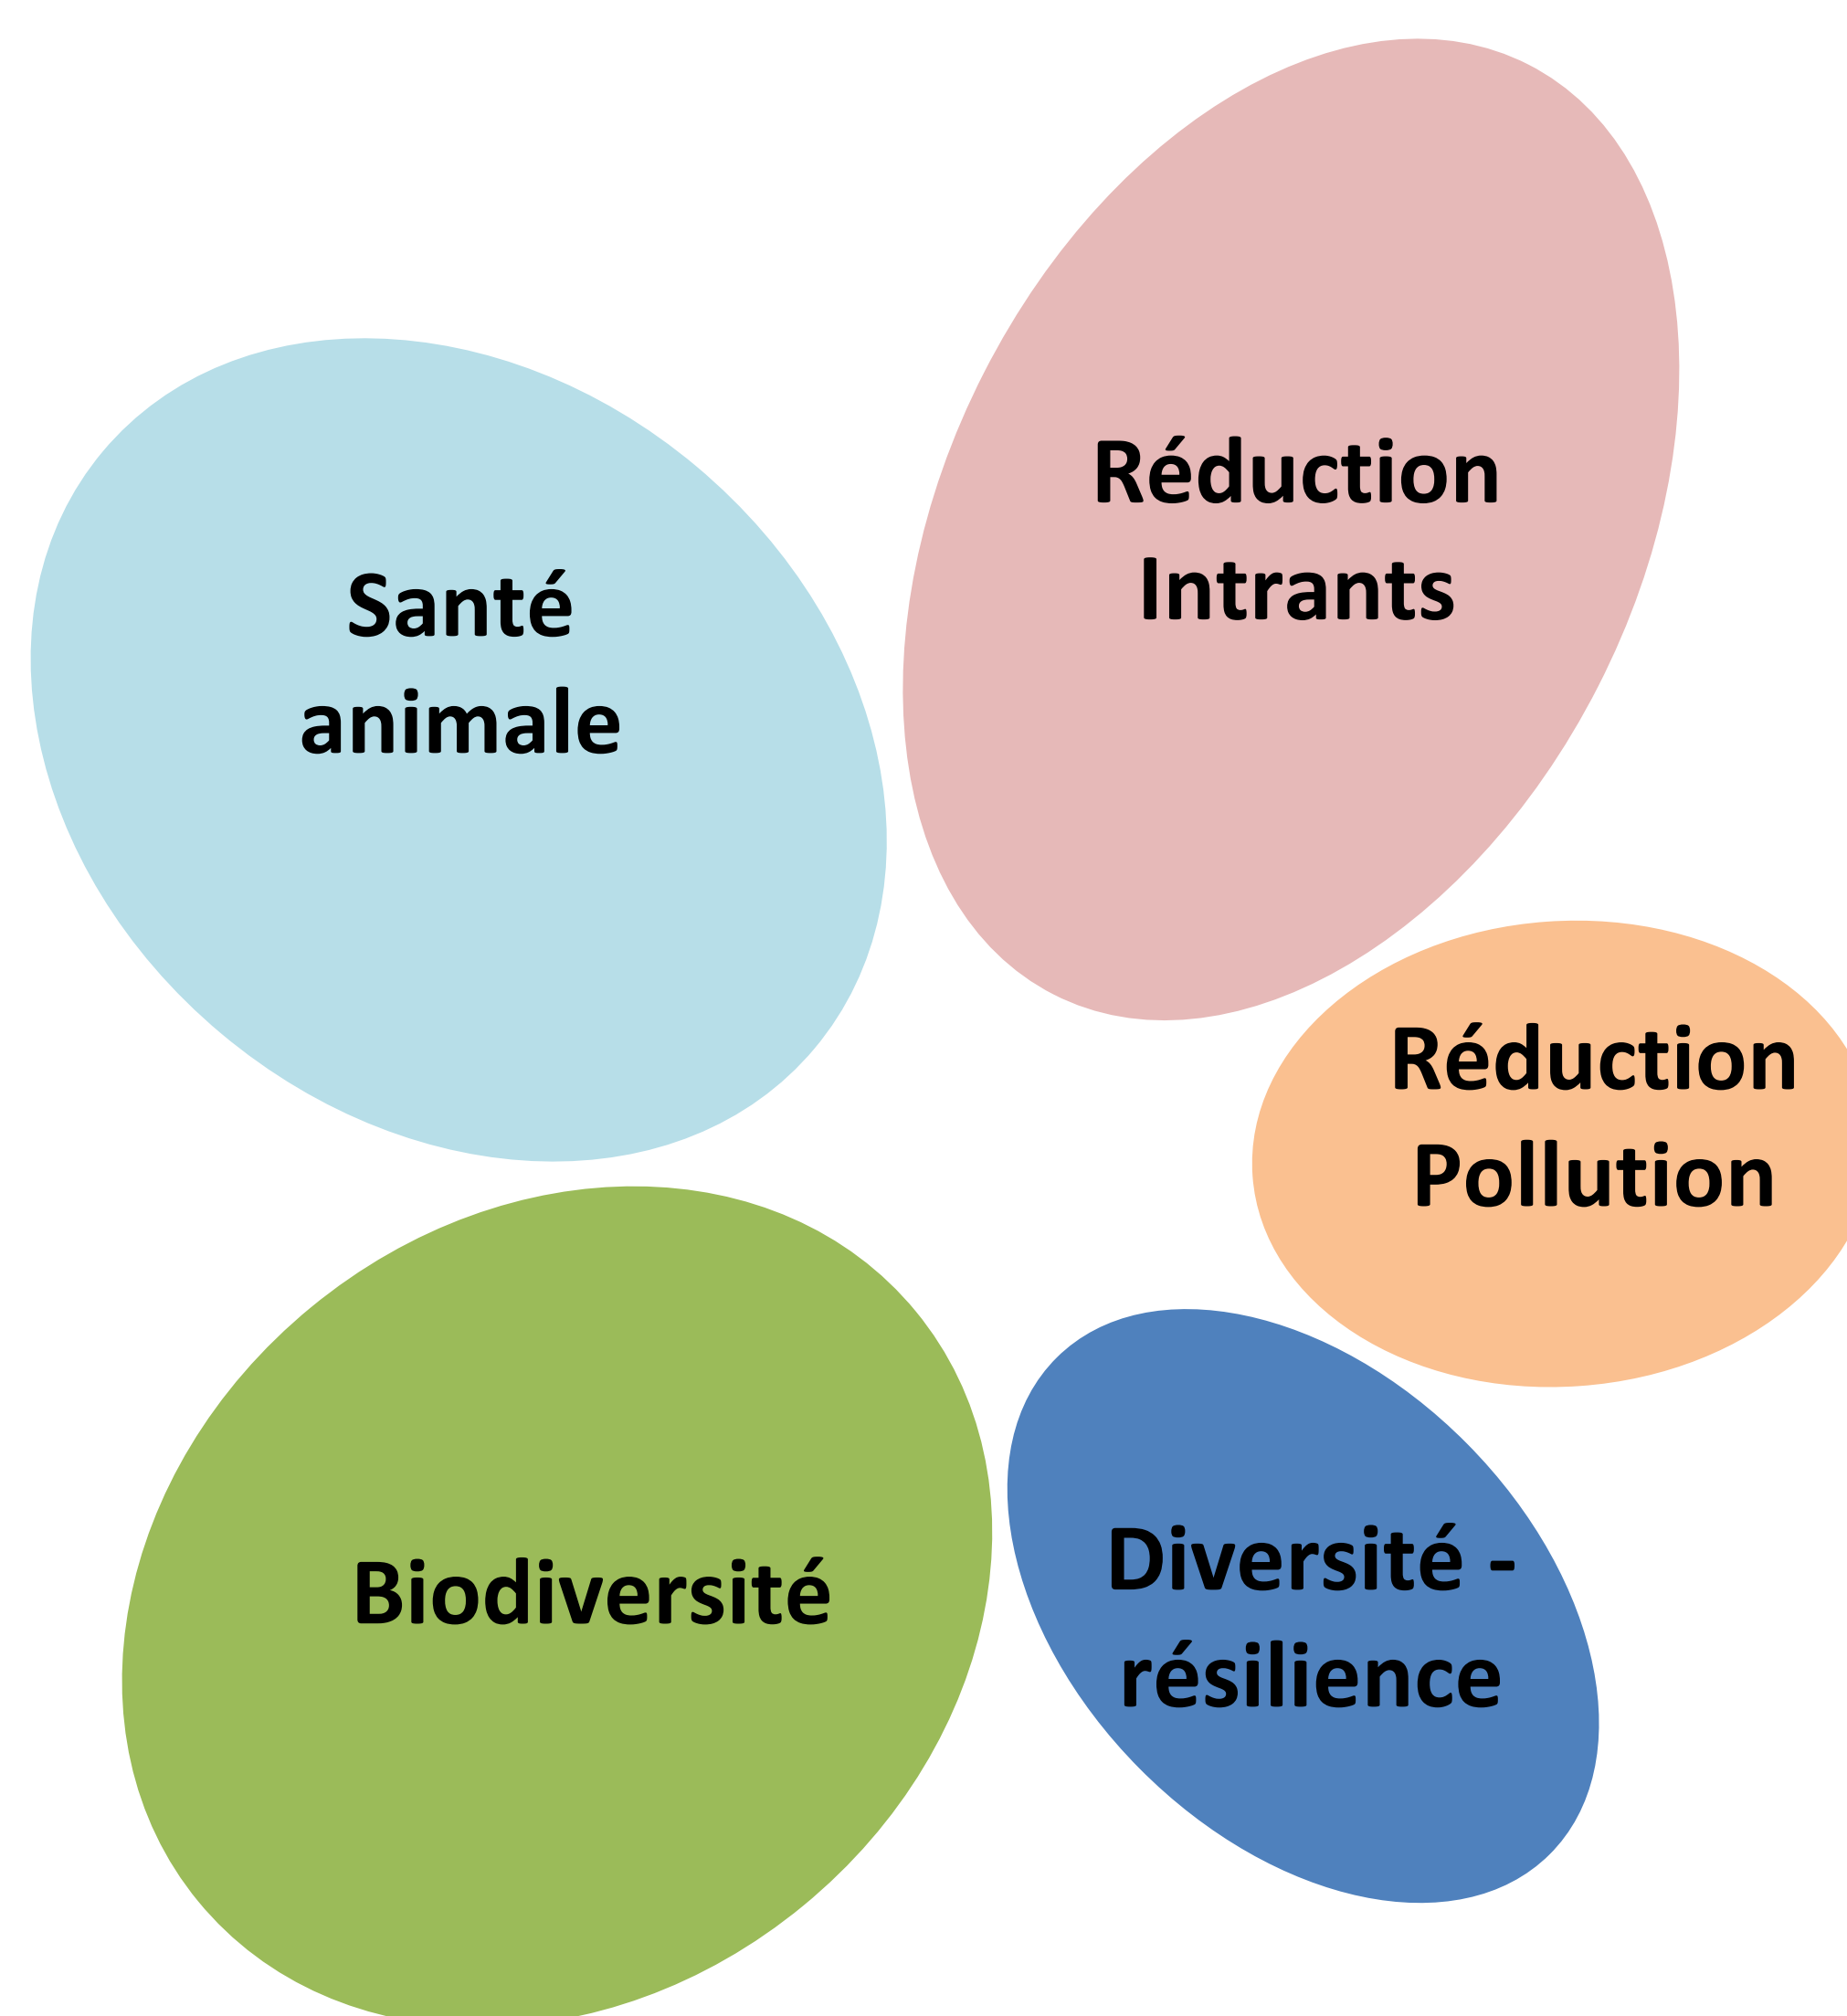 Réduction
Intrants
Santé
animale
Réduction
Pollution
Biodiversité
Diversité -
résilience